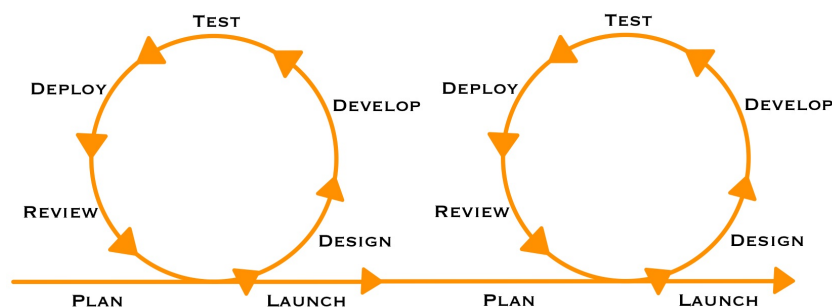 TEST
DEPLOY
DEVELOP
REVIEW
DESIGN
PLAN
LAUNCH
TEST
DEPLOY
DEVELOP
REVIEW
DESIGN
PLAN
LAUNCH